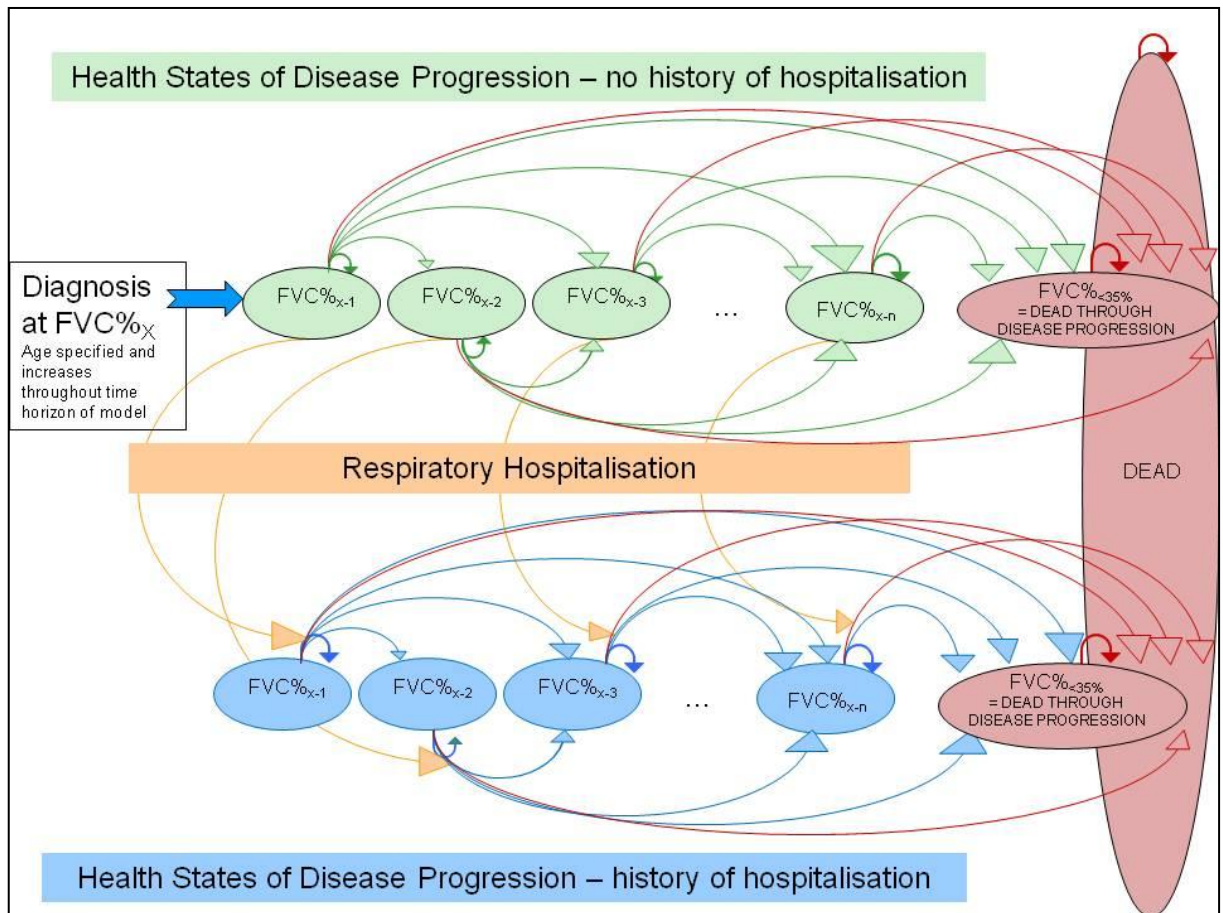 Health States of Disease Progression – no history of hospitalisation
Diagnosis
at FVC%x
Age specified and
increases
throughout time
horizon of model
FVC%x-1
FVC%x-2
FVC%x-3
...
FVC%x-n
FVC%<35%
= DEAD THROUGH
DISEASE PROGRESSION
Respiratory Hospitalisation
DEAD
FVC%x-1
FVC%x-2
FVC%x-3
...
FVC%x-n
FVC%<35%
= DEAD THROUGH
DISEASE PROGRESSION
Health States of Disease Progression – history of hospitalisation